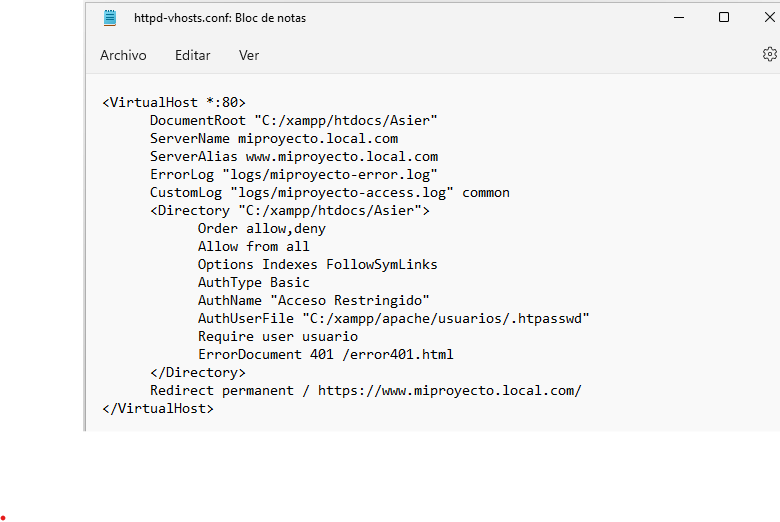 httpd-vhosts.conf: Bloc de notas
Archivo Editar Ver
<VirtualHost *:80>
DocumentRoot "C:/xampp/htdocs/Asier"
ServerName miproyecto.local.com
ServerAlias www.miproyecto.local.com
ErrorLog "logs/miproyecto-error.log"
CustomLog "logs/miproyecto-access.log" common
<Directory "C:/xampp/htdocs/Asier">
Order allow,deny
Allow from all
Options Indexes FollowSymLinks
AuthType Basic
AuthName "Acceso Restringido"
AuthUserFile "C:/xampp/apache/usuarios/.htpasswd"
Require user usuario
ErrorDocument 401 /error401.html
</Directory>
Redirect permanent / https://www.miproyecto.local.com/
</VirtualHost>